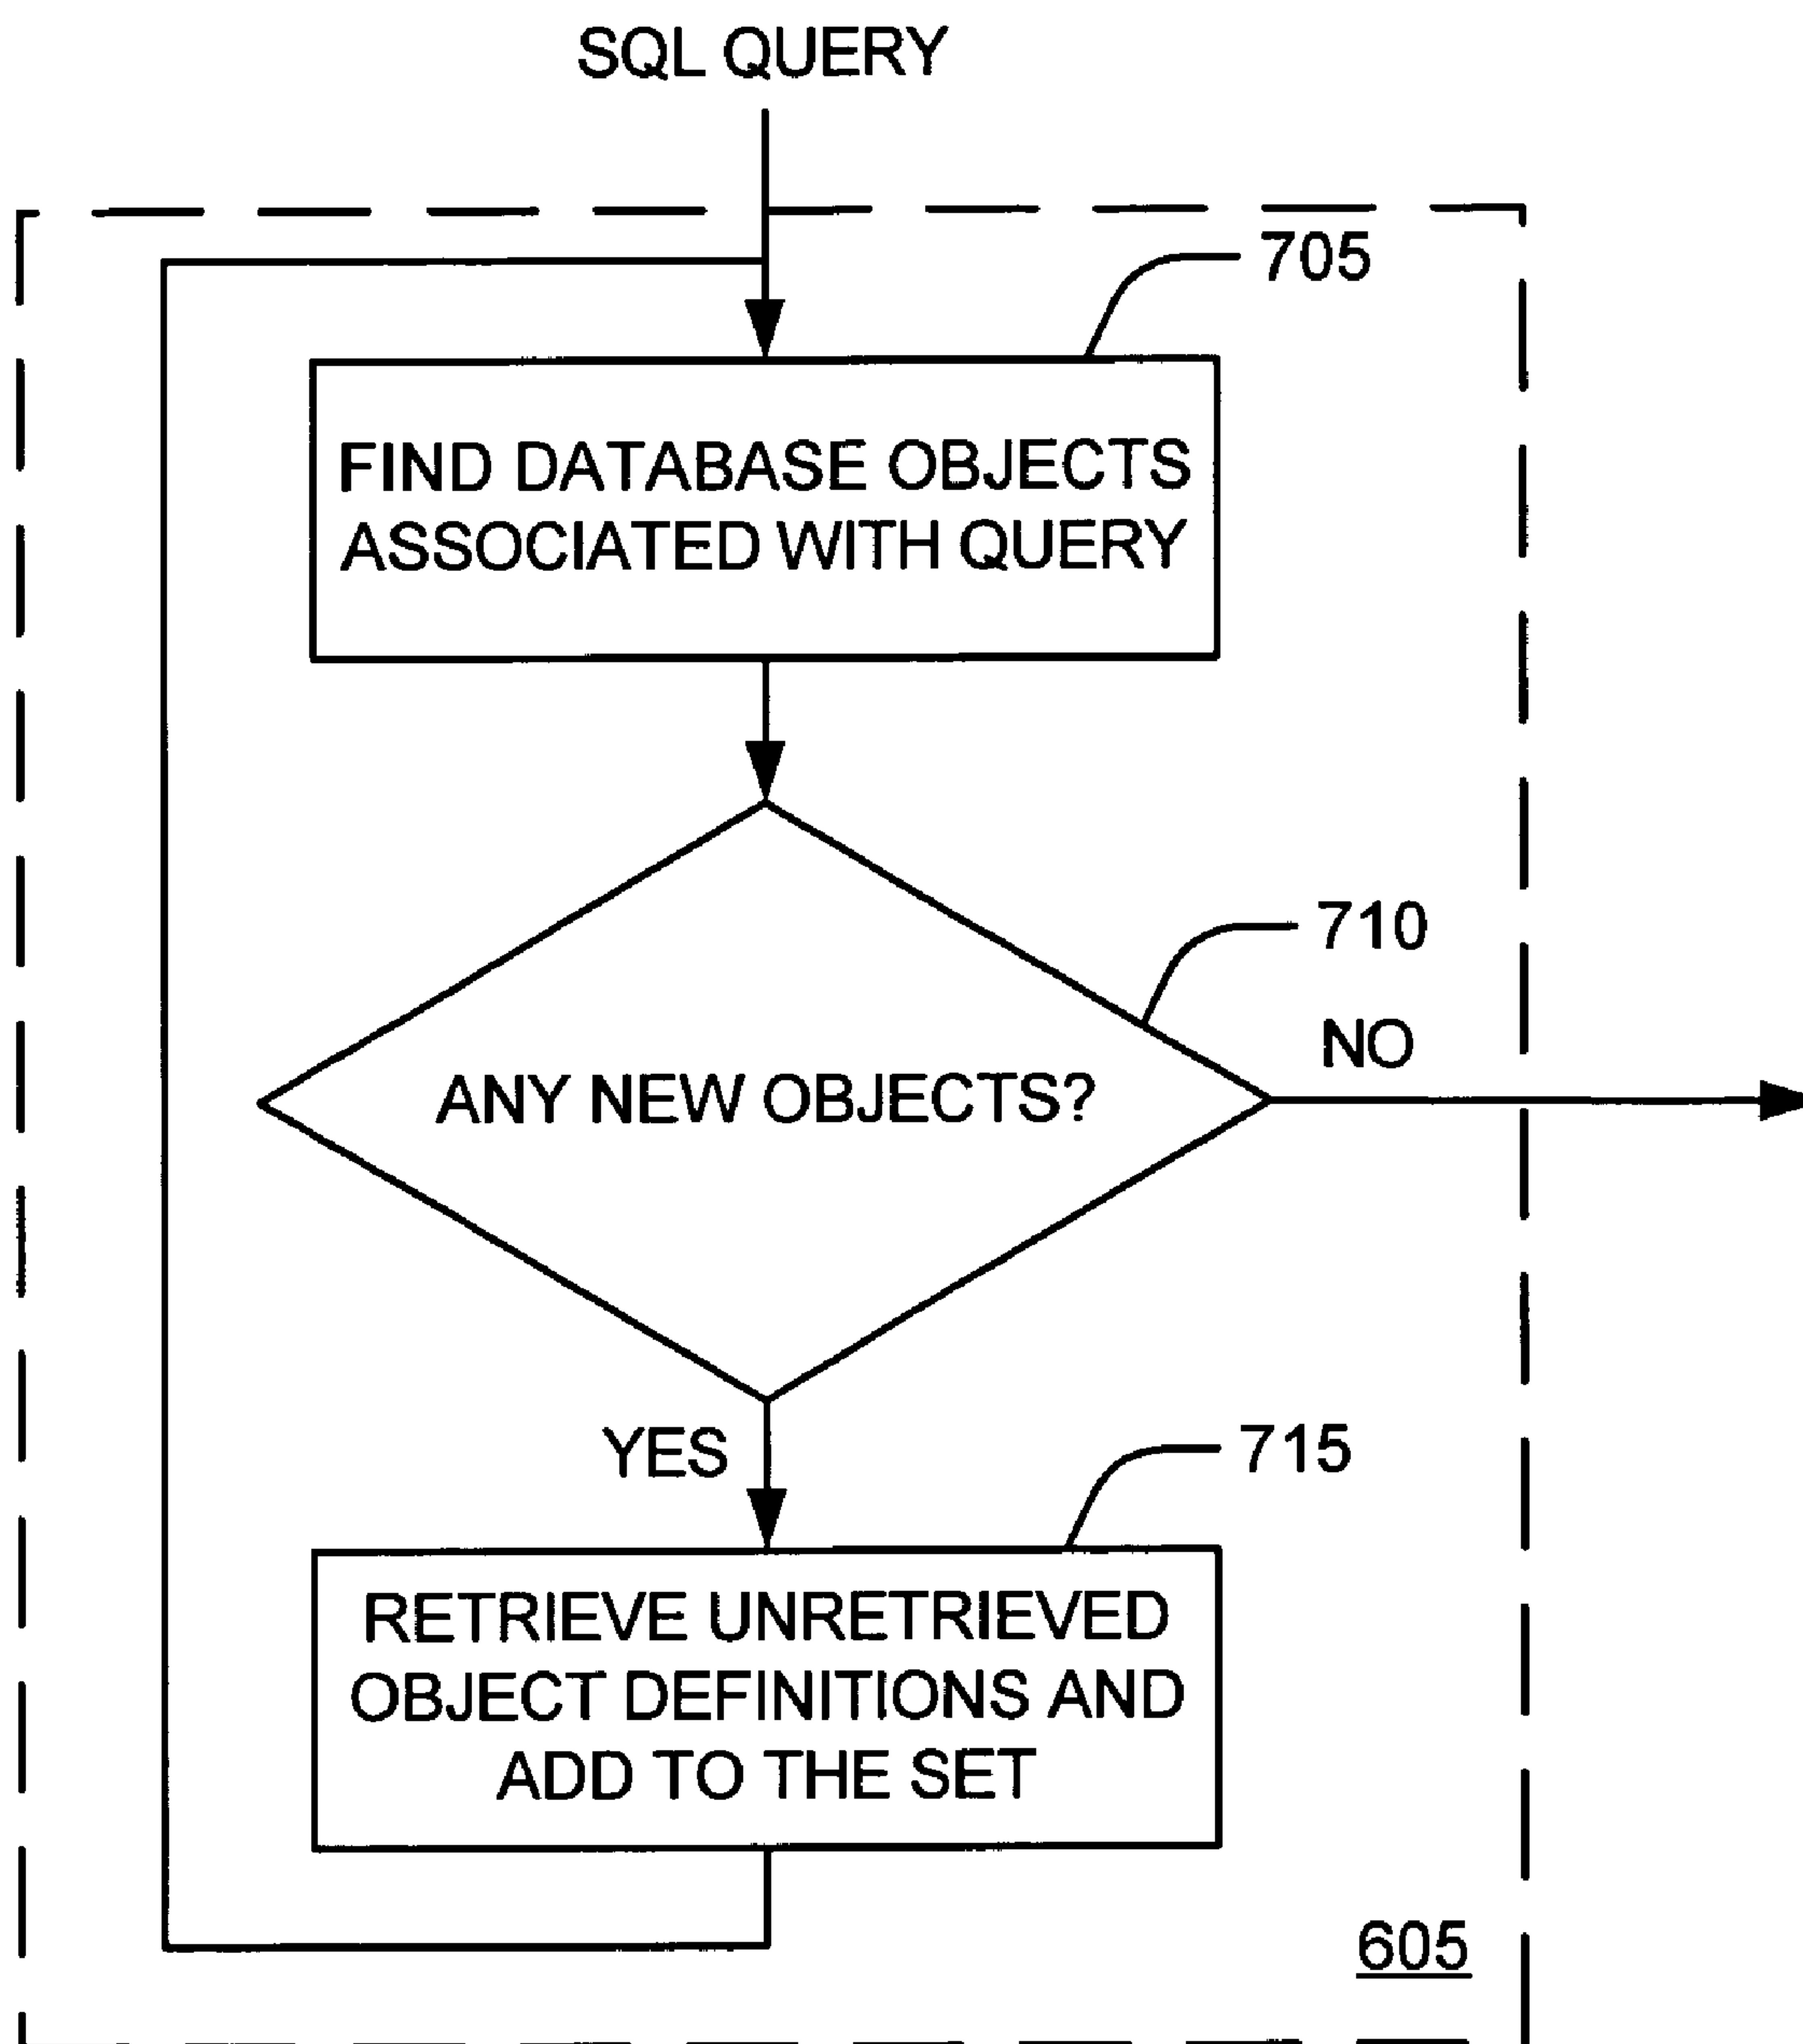 SQL QUERY
705
FIND DATABASE OBJECTS
ASSOCIATED WITH QUERY
710
NO
ANY NEW OBJECTS?
YES
715
RETRIEVE UNRETRIEVED
OBJECT DEFINITIONS AND
ADD TO THE SET
605